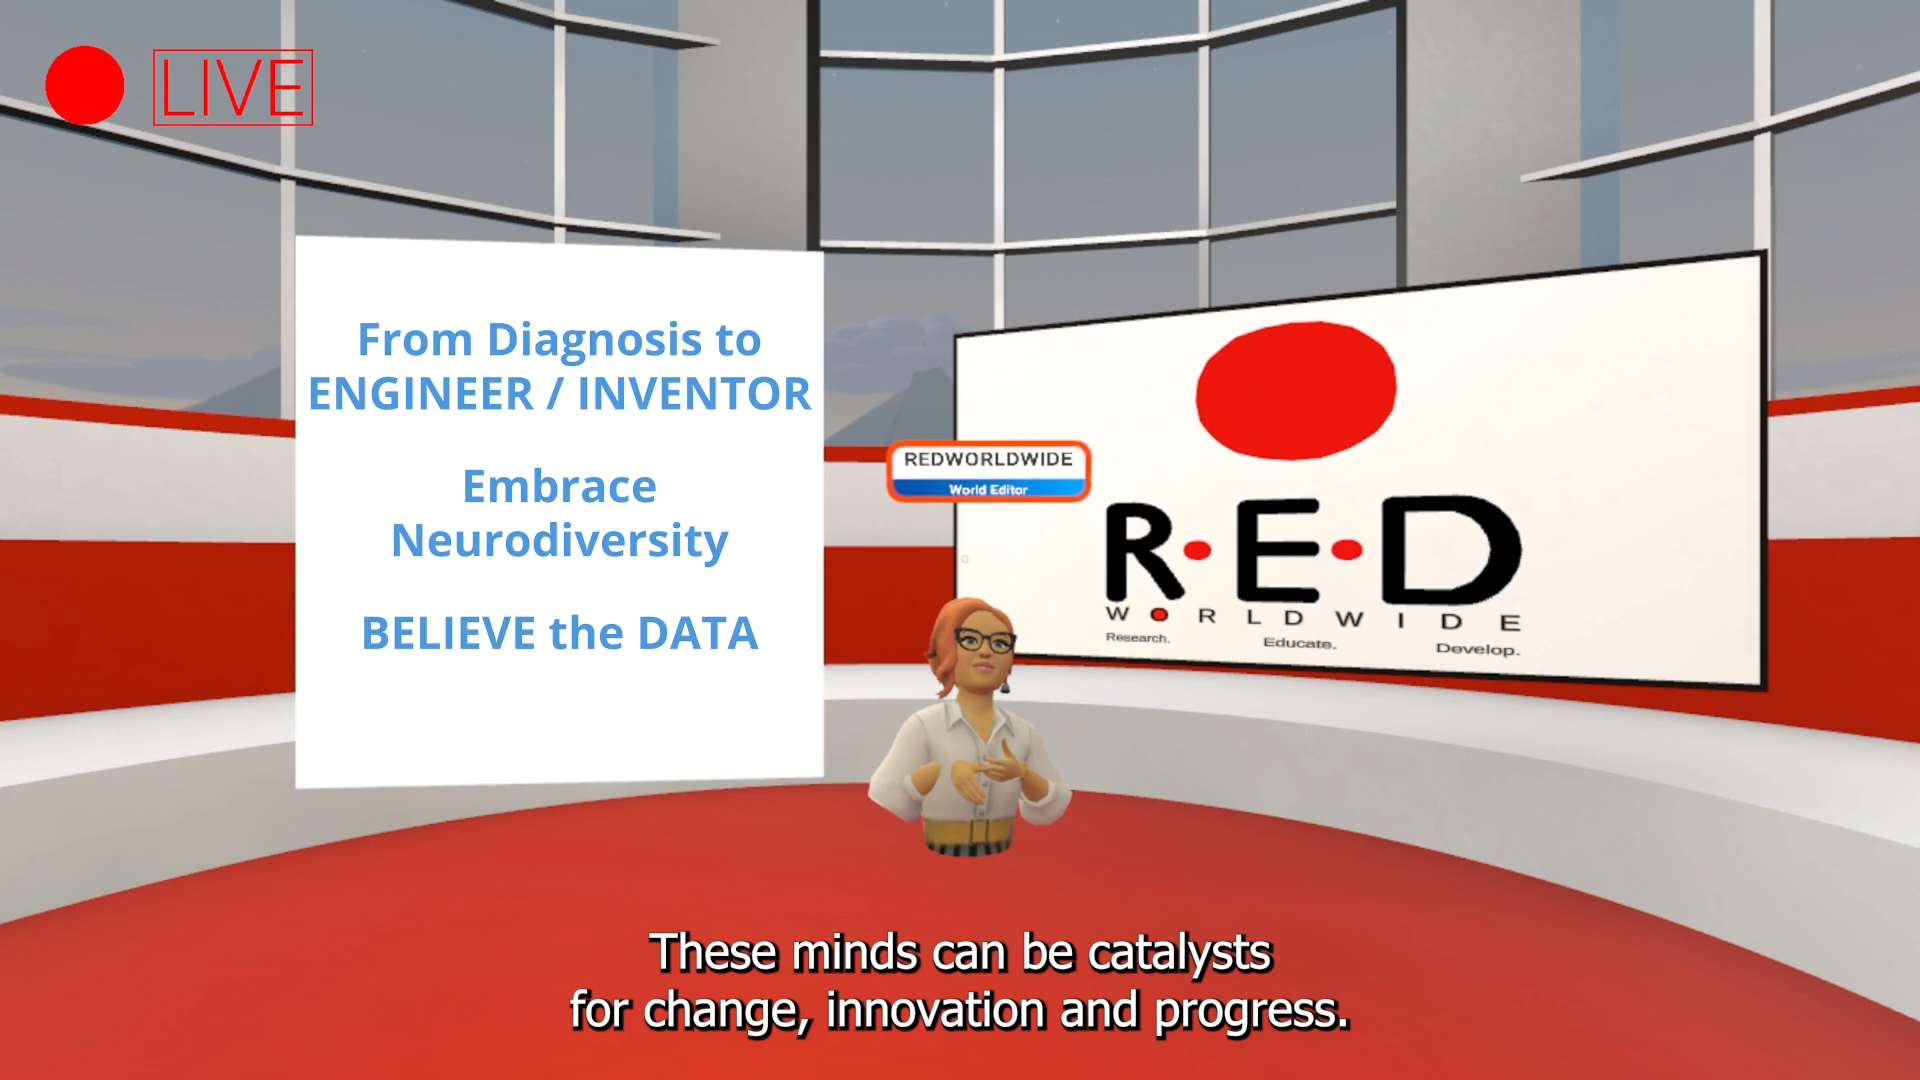 LIVE
From Diagnosis to
ENGINEER / INVENTOR
Embrace
Neurodiversity
BELIEVE the DATA
REDWORLDWIDE
World Editor
R•E•D
WORLDWIDE
Research. Educate. Develop.
These minds can be catalysts
for change, innovation and progress.